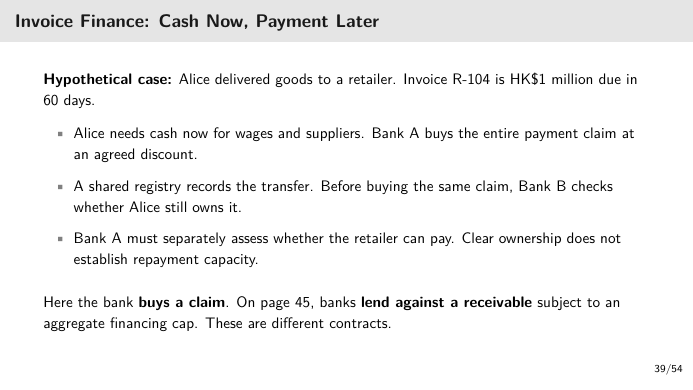 Invoice Finance: Cash Now, Payment Later
Hypothetical case: Alice delivered goods to a retailer. Invoice R-104 is HK$1 million due in
60 days.
Alice needs cash now for wages and suppliers. Bank A buys the entire payment claim at
an agreed discount.
A shared registry records the transfer. Before buying the same claim, Bank B checks
whether Alice still owns it.
Bank A must separately assess whether the retailer can pay. Clear ownership does not
establish repayment capacity.
Here the bank buys a claim. On page 45, banks lend against a receivable subject to an
aggregate financing cap. These are different contracts.
39/54